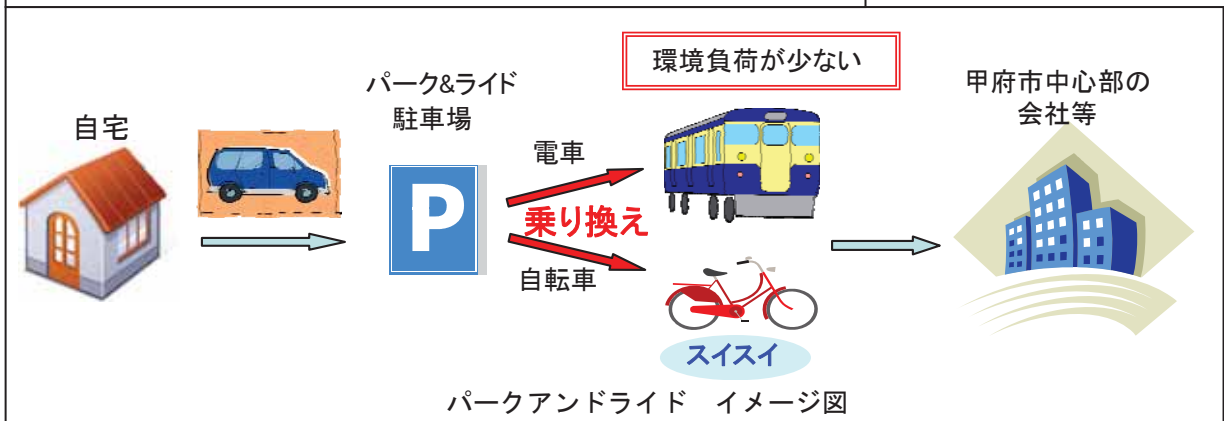 自宅
パーク&ライド
駐車場
P
電車
乗り換え
自転車
環境負荷が少ない
スイスイ
甲府市中心部の
会社等
パークアンドライド　イメージ図